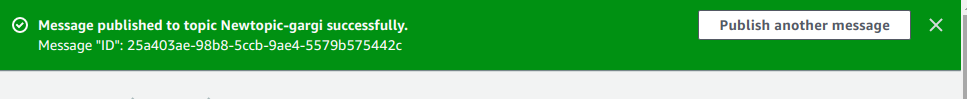 Message published to topic Newtopic-gargi successfully.
Message "ID": 25a403ae-98b8-5ccb-9ae4-5579b575442c
Publish another message